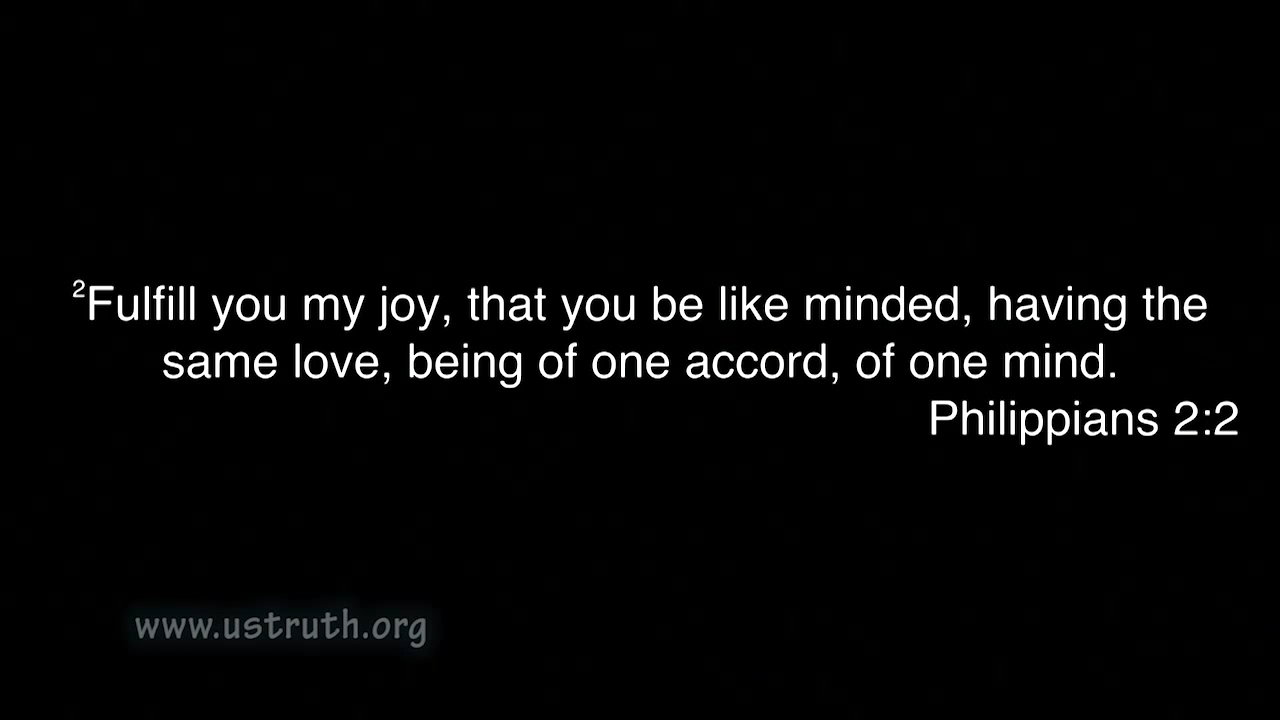 ²Fulfill you my joy, that you be like minded, having the
same love, being of one accord, of one mind.
Philippians 2:2
www.ustruth.org